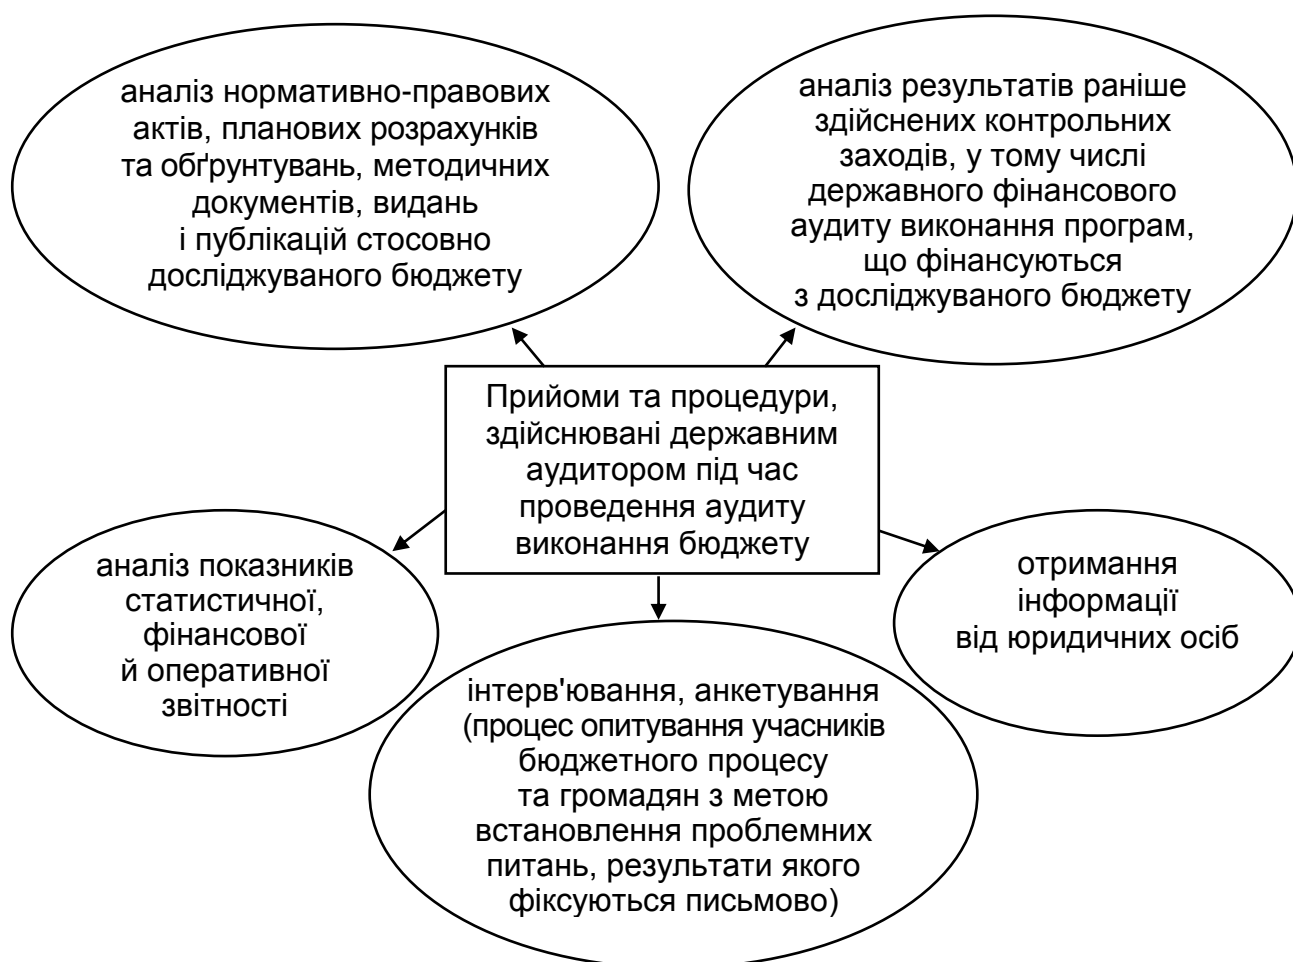 аналіз нормативно-правових
актів, планових розрахунків
та обґрунтувань, методичних
документів, видань
і публікацій стосовно
досліджуваного бюджету
аналіз результатів раніше
здійснених контрольних
заходів, у тому числі
державного фінансового
аудиту виконання програм,
що фінансуються
з досліджуваного бюджету
Прийоми та процедури,
здійснювані державним
аудитором під час
проведення аудиту
виконання бюджету
аналіз показників
статистичної,
фінансової
й оперативної
звітності
інтерв'ювання, анкетування
(процес опитування учасників
бюджетного процесу
та громадян з метою
встановлення проблемних
питань, результати якого
фіксуються письмово)
отримання
інформації
від юридичних осіб